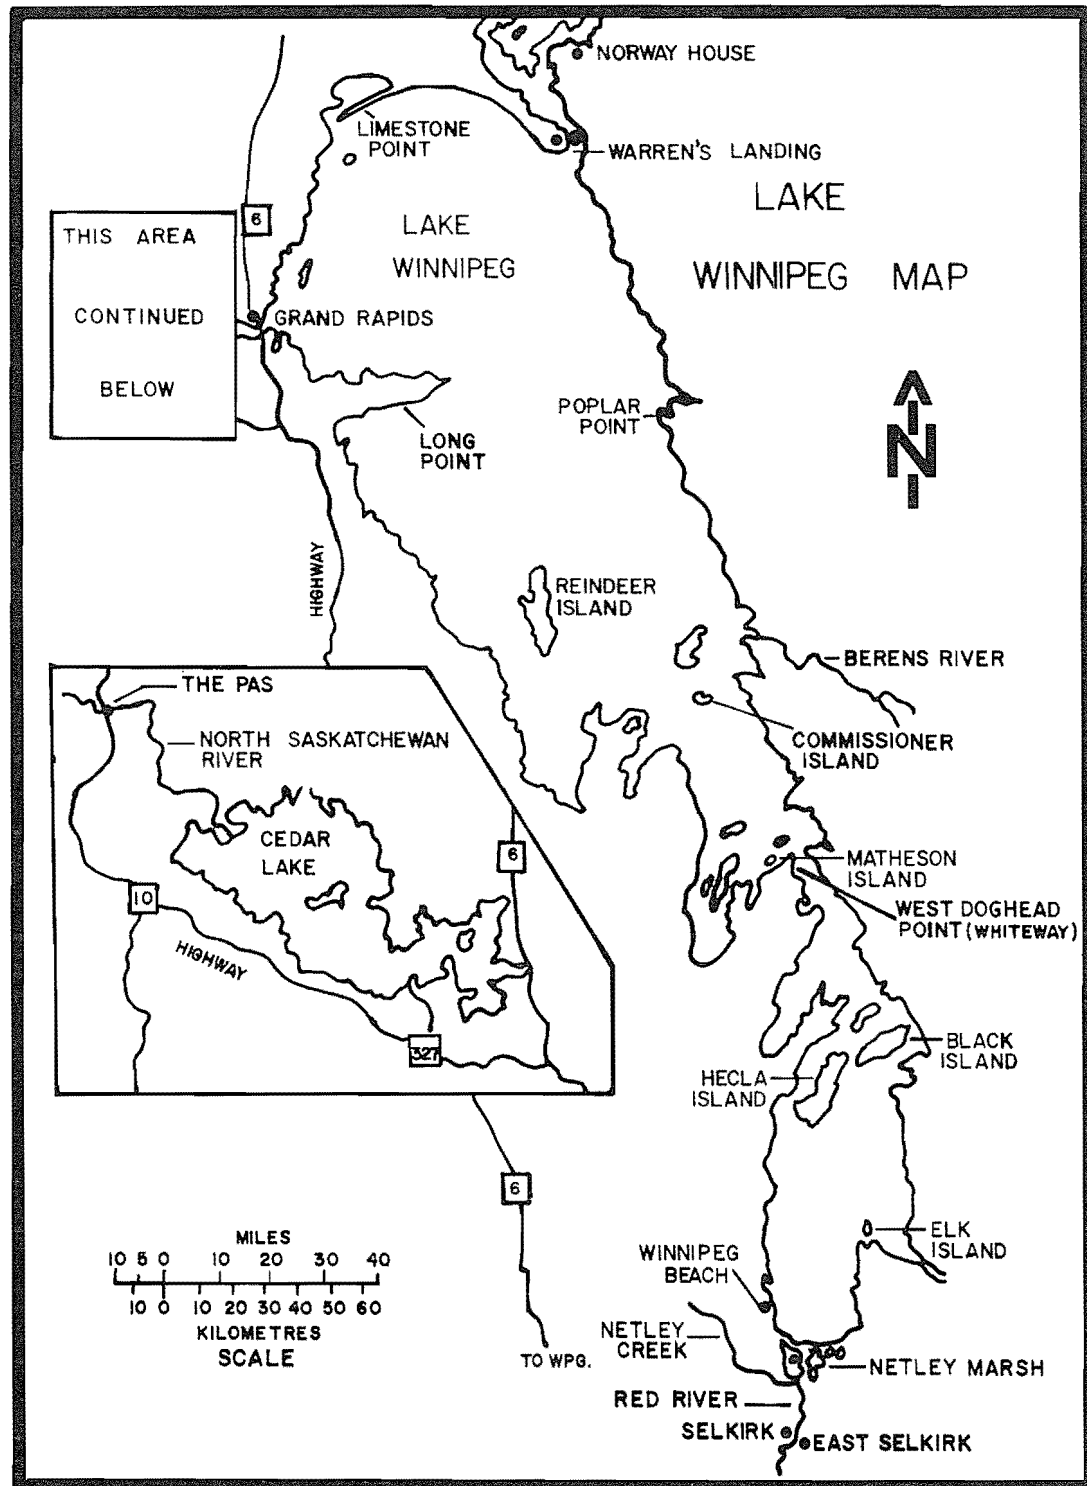 NORWAY HOUSE
LIMESTONE
POINT
WARREN'S LANDING
LAKE
WINNIPEG MAP
6
THIS AREA
CONTINUED
BELOW
LAKE
WINNIPEG
GRAND RAPIDS
POPLAR
POINT
LONG
POINT
N
HIGHWAY
REINDEER
ISLAND
BERENS RIVER
COMMISSIONER
ISLAND
THE PAS
NORTH SASKATCHEWAN
RIVER
CEDAR
LAKE
6
10
HIGHWAY
327
MATHESON
ISLAND
WEST DOGHEAD
POINT (WHITEWAY)
BLACK
ISLAND
HECLA
ISLAND
6
ELK
ISLAND
MILES
10 5 0 10 20 30 40
10 0 10 20 30 40 50 60
KILOMETRES
SCALE
WINNIPEG
BEACH
NETLEY
CREEK
TO WPG.
NETLEY MARSH
RED RIVER
SELKIRK
EAST SELKIRK